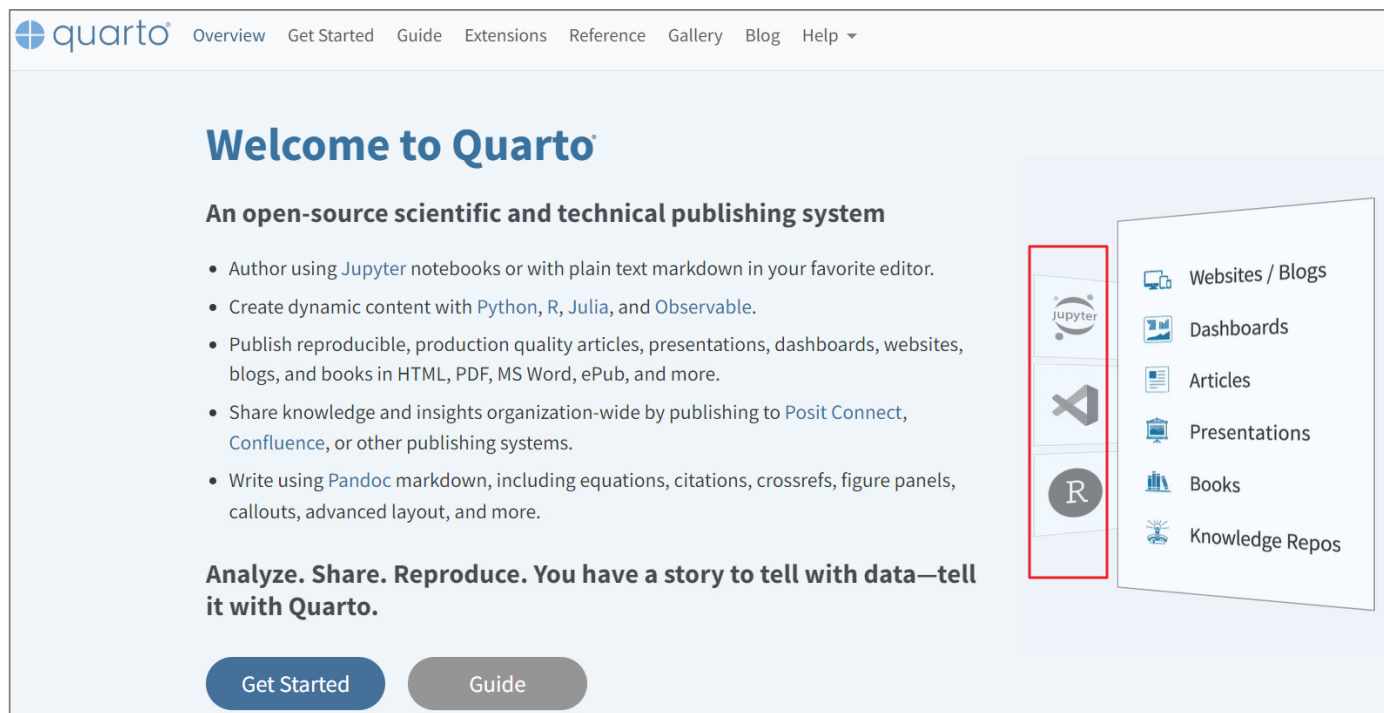 quarto Overview Get Started Guide Extensions Reference Gallery Blog Help
Welcome to Quarto
An open-source scientific and technical publishing system
• Author using Jupyter notebooks or with plain text markdown in your favorite editor.
• Create dynamic content with Python, R, Julia, and Observable.
• Publish reproducible, production quality articles, presentations, dashboards, websites,
blogs, and books in HTML, PDF, MS Word, ePub, and more.
• Share knowledge and insights organization-wide by publishing to Posit Connect,
Confluence, or other publishing systems.
• Write using Pandoc markdown, including equations, citations, crossrefs, figure panels,
callouts, advanced layout, and more.
Analyze. Share. Reproduce. You have a story to tell with data—tell
it with Quarto.
Get Started Guide
Jupyter
R
Websites / Blogs
Dashboards
Articles
Presentations
Books
Knowledge Repos